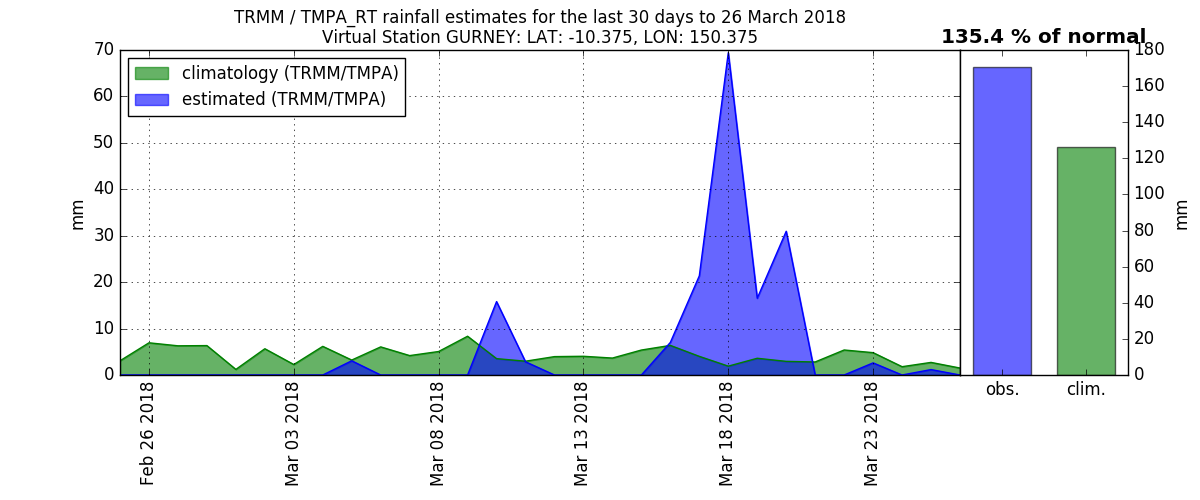 TRMM / TMPA_RT rainfall estimates for the last 30 days to 26 March 2018
Virtual Station GURNEY: LAT: -10.375, LON: 150.375
135.4 % of normal
climatology (TRMM/TMPA)
estimated (TRMM/TMPA)
70
60
50
40
30
20
10
0
mm
Feb 26 2018
Mar 03 2018
Mar 08 2018
Mar 13 2018
Mar 18 2018
Mar 23 2018
obs.
clim.
180
160
140
120
100
80
60
40
20
0
mm